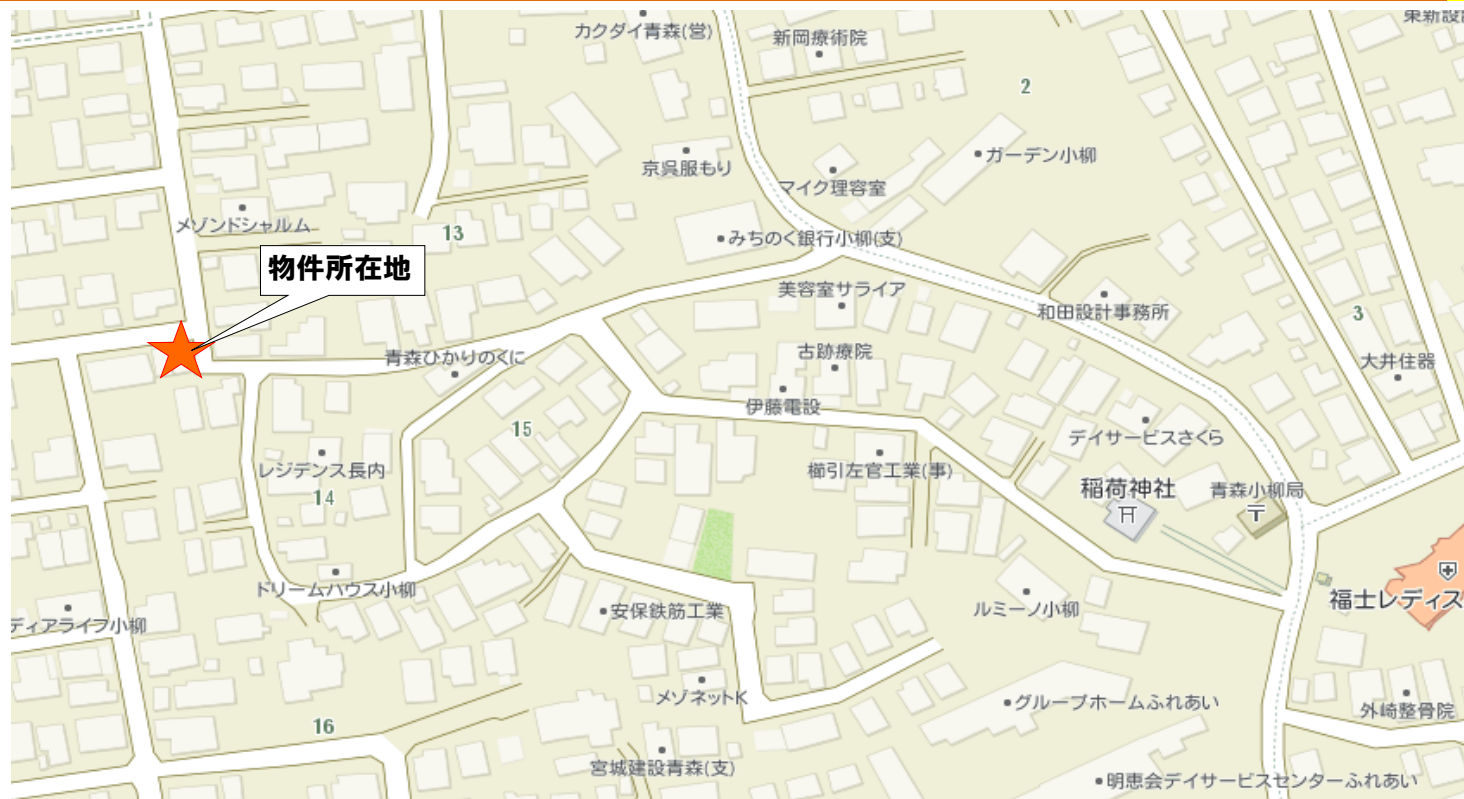 東新設
カクダイ青森(営)
新岡療術院
2
京呉服もり
ガーデン小柳
マイク理容室
メゾンドシャルム
13
みちのく銀行小柳(支)
物件所在地
美容室サライア
和田設計事務所
3
青森ひかりのくに
古跡療院
大井住器
伊藤電設
15
デイサービスさくら
レジデンス長内
櫛引左官工業(事)
14
稲荷神社
青森小柳局
ドリームハウス小柳
福士レディス
ディアライフ小柳
安保鉄筋工業
ルミーノ小柳
メゾネットK
グループホームふれあい
外崎整骨院
16
宮城建設青森(支)
明恵会デイサービスセンターふれあい